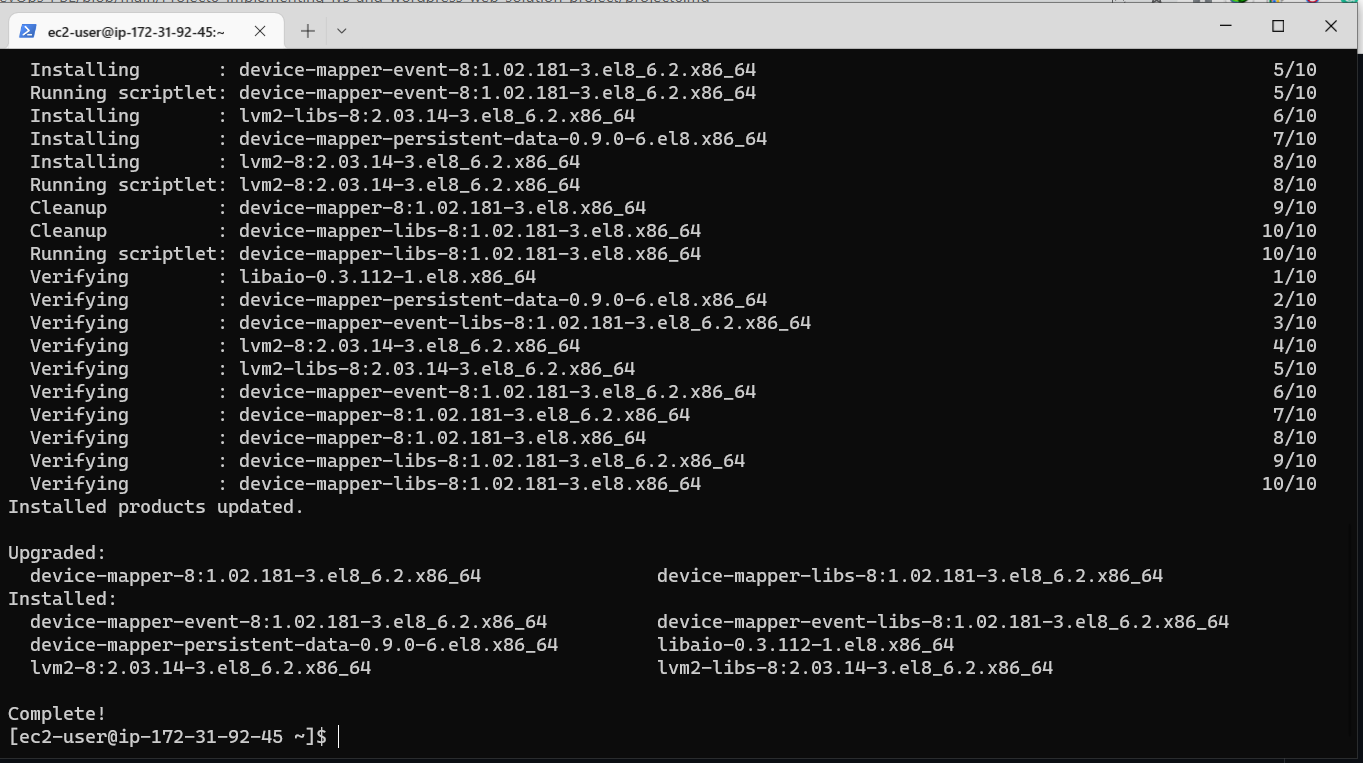 ec2-user@ip-172-31-92-45:~
Installing : device-mapper-event-8:1.02.181-3.el8_6.2.x86_64 5/10
Running scriptlet: device-mapper-event-8:1.02.181-3.el8_6.2.x86_64 5/10
Installing : lvm2-libs-8:2.03.14-3.el8_6.2.x86_64 6/10
Installing : device-mapper-persistent-data-0.9.0-6.el8.x86_64 7/10
Installing : lvm2-8:2.03.14-3.el8_6.2.x86_64 8/10
Running scriptlet: lvm2-8:2.03.14-3.el8_6.2.x86_64 8/10
Cleanup : device-mapper-8:1.02.181-3.el8.x86_64 9/10
Cleanup : device-mapper-libs-8:1.02.181-3.el8.x86_64 10/10
Running scriptlet: device-mapper-libs-8:1.02.181-3.el8.x86_64 10/10
Verifying : libaio-0.3.112-1.el8.x86_64 1/10
Verifying : device-mapper-persistent-data-0.9.0-6.el8.x86_64 2/10
Verifying : device-mapper-event-libs-8:1.02.181-3.el8_6.2.x86_64 3/10
Verifying : lvm2-8:2.03.14-3.el8_6.2.x86_64 4/10
Verifying : lvm2-libs-8:2.03.14-3.el8_6.2.x86_64 5/10
Verifying : device-mapper-event-8:1.02.181-3.el8_6.2.x86_64 6/10
Verifying : device-mapper-8:1.02.181-3.el8_6.2.x86_64 7/10
Verifying : device-mapper-8:1.02.181-3.el8.x86_64 8/10
Verifying : device-mapper-libs-8:1.02.181-3.el8_6.2.x86_64 9/10
Verifying : device-mapper-libs-8:1.02.181-3.el8.x86_64 10/10
Installed products updated.
Upgraded:
device-mapper-8:1.02.181-3.el8_6.2.x86_64 device-mapper-libs-8:1.02.181-3.el8_6.2.x86_64
Installed:
device-mapper-event-8:1.02.181-3.el8_6.2.x86_64 device-mapper-event-libs-8:1.02.181-3.el8_6.2.x86_64
device-mapper-persistent-data-0.9.0-6.el8.x86_64 libaio-0.3.112-1.el8.x86_64
lvm2-8:2.03.14-3.el8_6.2.x86_64 lvm2-libs-8:2.03.14-3.el8_6.2.x86_64
Complete!
[ec2-user@ip-172-31-92-45 ~]$